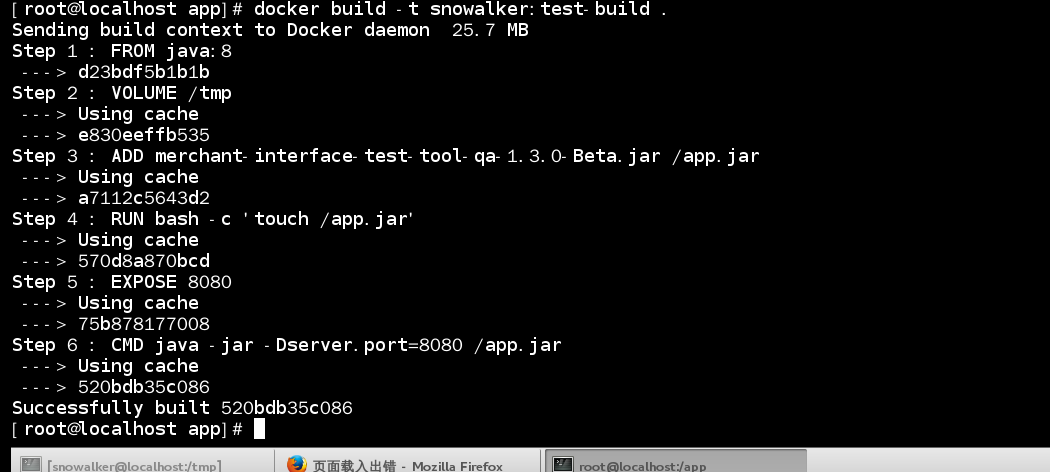 [root@localhost app]# docker build -t snowalker:test-build .
Sending build context to Docker daemon 25.7 MB
Step 1 : FROM java:8
 ---> d23bdf5b1b1b
Step 2 : VOLUME /tmp
 ---> Using cache
 ---> e830eeffb535
Step 3 : ADD merchant-interface-test-tool-qa-1.3.0-Beta.jar /app.jar
 ---> Using cache
 ---> a7112c5643d2
Step 4 : RUN bash -c 'touch /app.jar'
 ---> Using cache
 ---> 570d8a870bcd
Step 5 : EXPOSE 8080
 ---> Using cache
 ---> 75b878177008
Step 6 : CMD java -jar -Dserver.port=8080 /app.jar
 ---> Using cache
 ---> 520bdb35c086
Successfully built 520bdb35c086
[root@localhost app]#
[snowalker@localhost:/tmp] 页面载入出错 - Mozilla Firefox root@localhost:/app